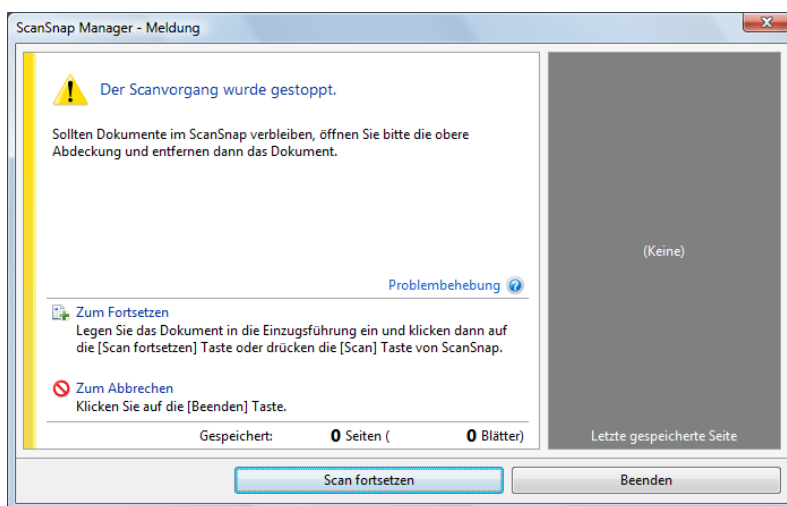 ScanSnap Manager - Meldung
Der Scanvorgang wurde gestoppt.
Sollten Dokumente im ScanSnap verbleiben, öffnen Sie bitte die obere
Abdeckung und entfernen dann das Dokument.
(Keine)
Problembehebung
Zum Fortsetzen
Legen Sie das Dokument in die Einzugsführung ein und klicken dann auf
die [Scan fortsetzen] Taste oder drücken die [Scan] Taste von ScanSnap.
Zum Abbrechen
Klicken Sie auf die [Beenden] Taste.
Gespeichert: 0 Seiten ( 0 Blätter)
Letzte gespeicherte Seite
Scan fortsetzen
Beenden